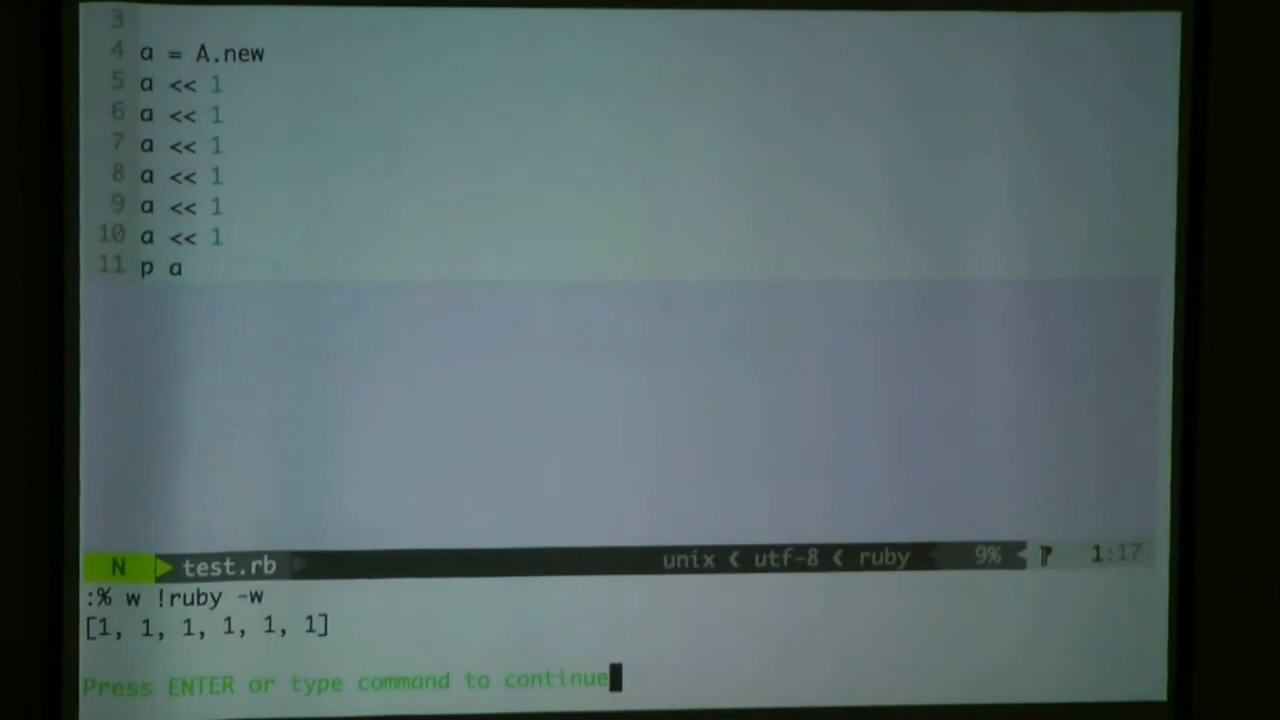 3
4 a = A.new
5 a << 1
6 a << 1
7 a << 1
8 a << 1
9 a << 1
10 a << 1
11 p a
N test.rb unix utf-8 ruby 9% 1:17
:% w !ruby -w
[1, 1, 1, 1, 1, 1]
Press ENTER or type command to continue